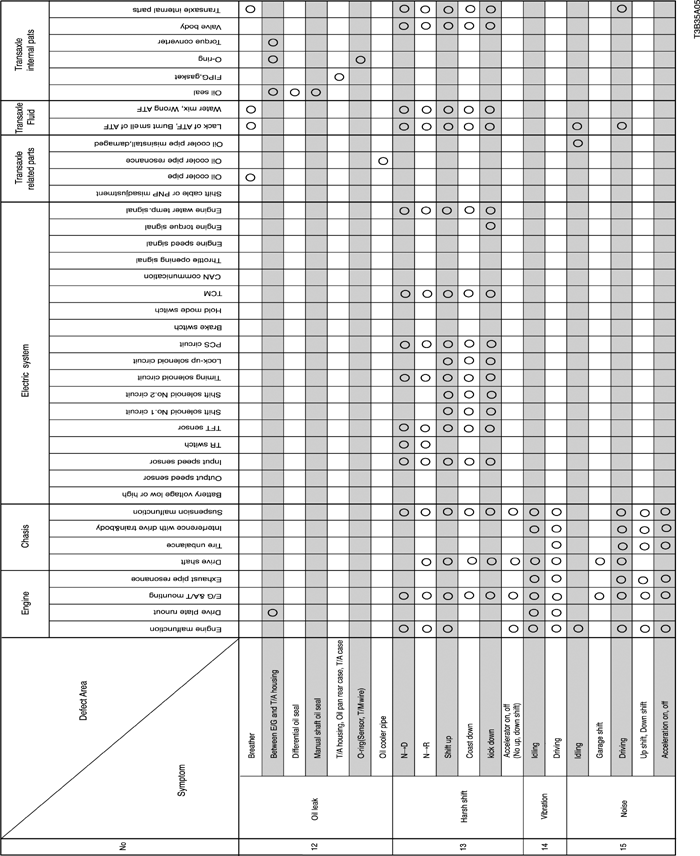 T3B35A05
Transaxle internal pats
Transaxle internal parts
Valve body
Torque converter
O-ring
FIPG,gasket
Oil seal
Transaxle Fluid
Water mix, Wrong ATF
Lack of ATF, Burnt smell of ATF
Transaxle related parts
Oil cooler pipe misinstall,damaged
Oil cooler pipe resonance
Oil cooler pipe
Shift cable or PNP misadjustment
Electric system
Engine water temp.signal
Engine torque signal
Engine speed signal
Throttle opening signal
CAN communication
TCM
Hold mode switch
Brake switch
PCS circuit
Lock-up solenoid circuit
Timing solenoid circuit
Shift solenoid No.2 circuit
Shift solenoid No.1 circuit
TFT sensor
TR switch
Input speed sensor
Output speed sensor
Battery voltage low or high
Chasis
Suspension malfunction
Interference with drive train&body
Tire unbalance
Drive shaft
Engine
Exhaust pipe resonance
E/G&A/T mounting
Drive Plate runout
Engine malfunction
Defect Area
Symptom
No
12
Oil leak
Breather
Between E/G and T/A housing
Differential oil seal
Manual shaft oil seal
T/A housing, Oil pan rear case, T/A case
O-ring(Sensor, T/Mwire)
Oil cooler pipe
13
Harsh shift
N→D
N→R
Shift up
Coast down
kick down
Accelerator on, off
(No up, down shift)
14
Vibration
Idling
Driving
15
Noise
Idling
Garage shift
Driving
Up shift, Down shift
Acceleration on, off